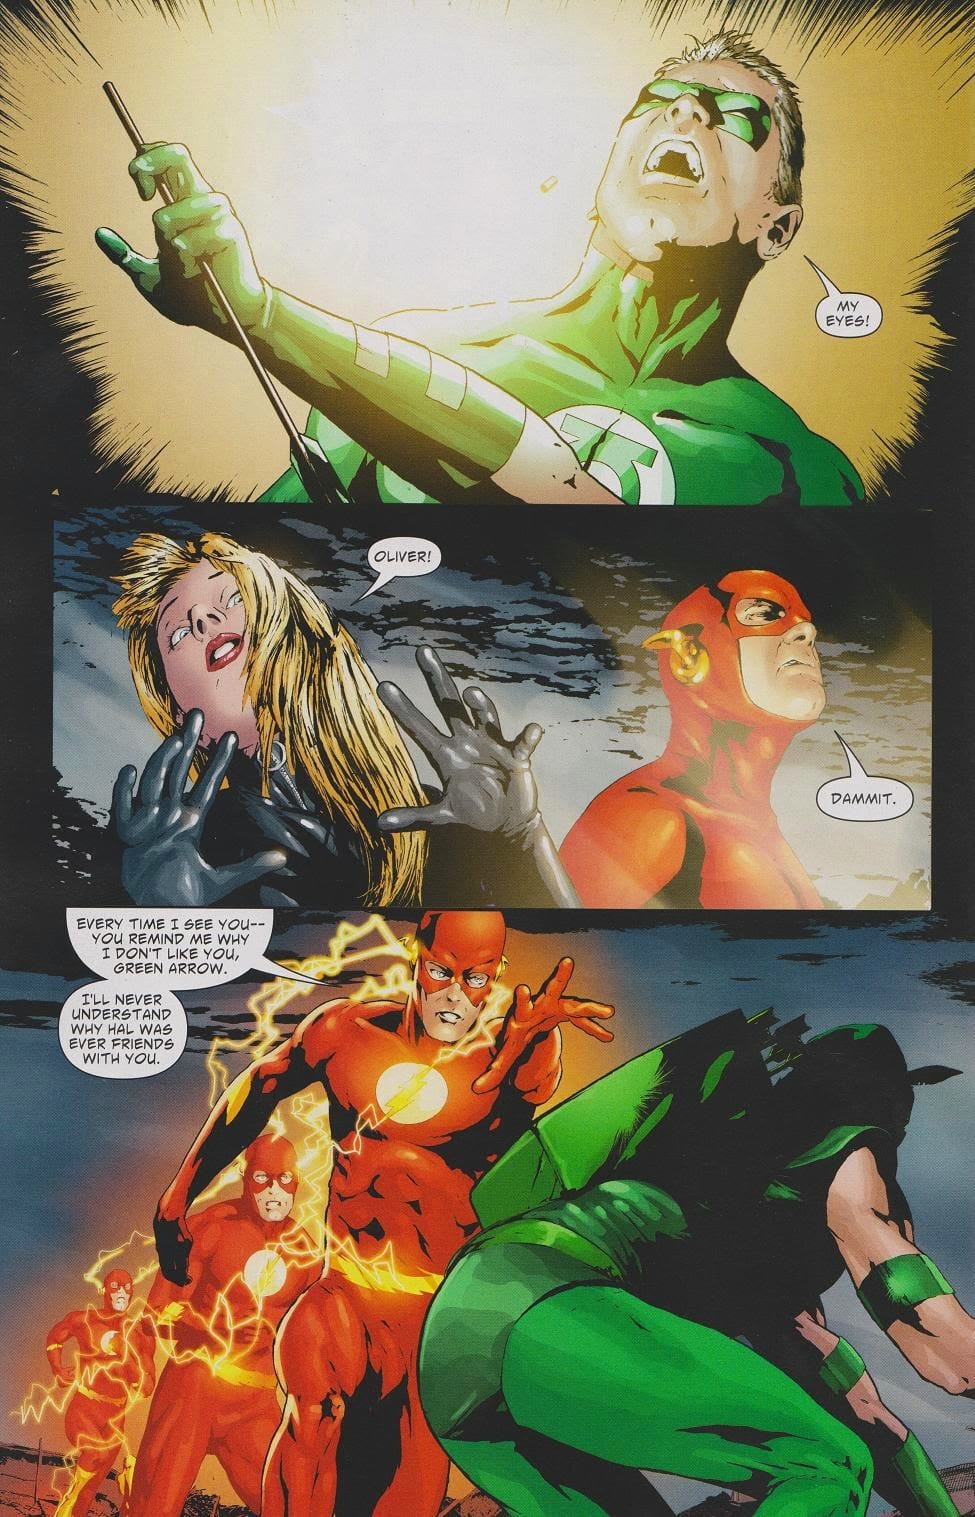 MY
EYES!
OLIVER!
DAMMIT.
EVERY TIME I SEE YOU--
YOU REMIND ME WHY
I DON'T LIKE YOU,
GREEN ARROW.
I'LL NEVER
UNDERSTAND
WHY HAL WAS
EVER FRIENDS
WITH YOU.